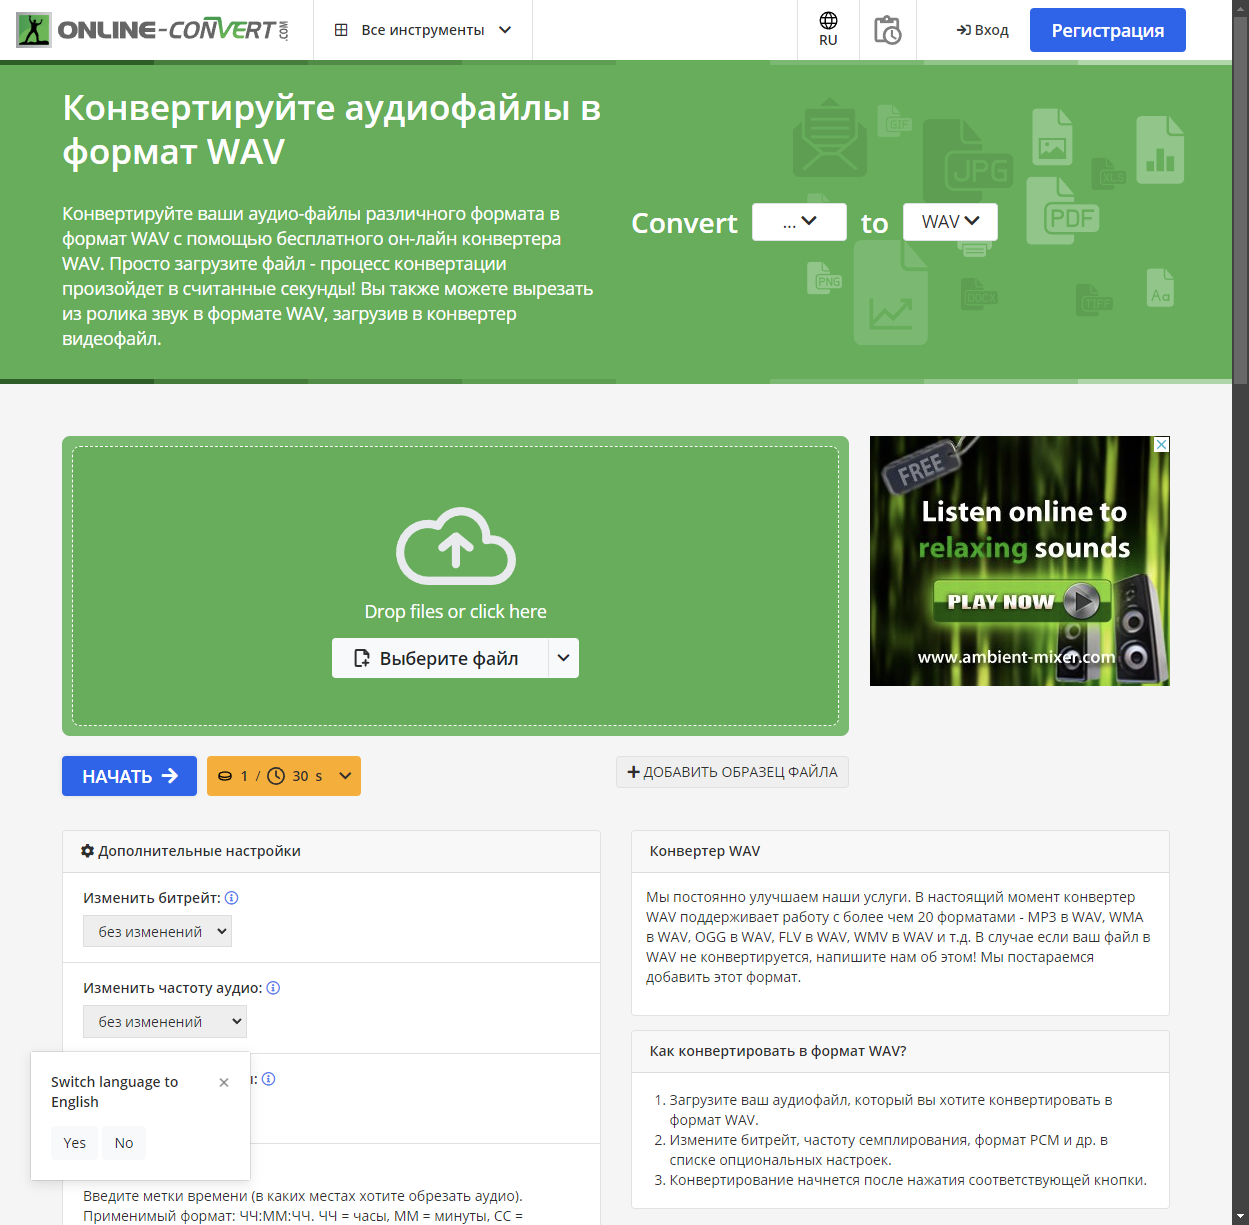 ONLINE-CONVERT.COM
Все инструменты
RU
Вход
Регистрация
Конвертируйте аудиофайлы в
формат WAV
Конвертируйте ваши аудио-файлы различного формата в
формат WAV с помощью бесплатного он-лайн конвертера
WAV. Просто загрузите файл - процесс конвертации
произойдет в считанные секунды! Вы также можете вырезать
из ролика звук в формате WAV, загрузив в конвертер
видеофайл.
Convert ... to WAV
GIF
JPG
XLS
PDF
PNG
DOCX
TIFF
Aa
Drop files or click here
Выберите файл
FREE
Listen online to
relaxing sounds
PLAY NOW
www.ambient-mixer.com
НАЧАТЬ
1 / 30 s
ДОБАВИТЬ ОБРАЗЕЦ ФАЙЛА
Дополнительные настройки
Изменить битрейт:
без изменений
Изменить частоту аудио:
без изменений
Switch language to
English
Yes No
Введите метки времени (в каких местах хотите обрезать аудио).
Применимый формат: ЧЧ:ММ:ЧЧ. ЧЧ = часы, ММ = минуты, СС =
Конвертер WAV
Мы постоянно улучшаем наши услуги. В настоящий момент конвертер
WAV поддерживает работу с более чем 20 форматами - MP3 в WAV, WMA
в WAV, OGG в WAV, FLV в WAV, WMV в WAV и т.д. В случае если ваш файл в
WAV не конвертируется, напишите нам об этом! Мы постараемся
добавить этот формат.
Как конвертировать в формат WAV?
1. Загрузите ваш аудиофайл, который вы хотите конвертировать в
формат WAV.
2. Измените битрейт, частоту семплирования, формат PCM и др. в
списке опциональных настроек.
3. Конвертирование начнется после нажатия соответствующей кнопки.